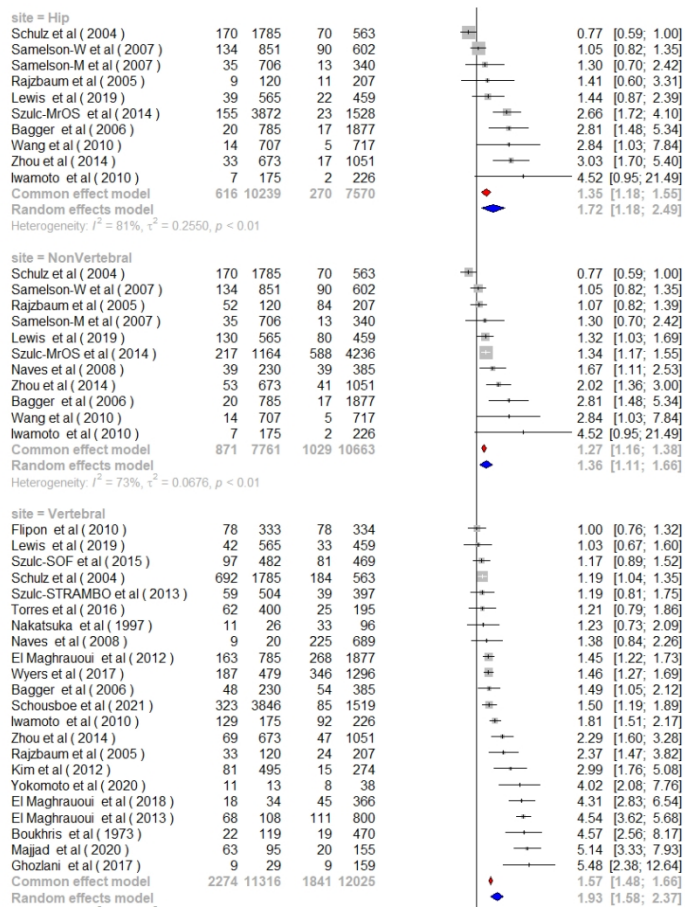 site = Hip
Schulz et al ( 2004 ) 170 1785 70 563 0.77 [0.59; 1.00]
Samelson-W et al ( 2007 ) 134 851 90 602 1.05 [0.82; 1.35]
Samelson-M et al ( 2007 ) 35 706 13 340 1.30 [0.70; 2.42]
Rajzbaum et al ( 2005 ) 9 120 11 207 1.41 [0.60; 3.31]
Lewis et al ( 2019 ) 39 565 22 459 1.44 [0.87; 2.39]
Szulc-MrOS et al ( 2014 ) 155 3872 23 1528 2.66 [1.72; 4.10]
Bagger et al ( 2006 ) 20 785 17 1877 2.81 [1.48; 5.34]
Wang et al ( 2010 ) 14 707 5 717 2.84 [1.03; 7.84]
Zhou et al ( 2014 ) 33 673 17 1051 3.03 [1.70; 5.40]
Iwamoto et al ( 2010 ) 7 175 2 226 4.52 [0.95; 21.49]
Common effect model 616 10239 270 7570 1.35 [1.18; 1.55]
Random effects model 1.72 [1.18; 2.49]
Heterogeneity: I² = 81%, τ² = 0.2550, p < 0.01
site = NonVertebral
Schulz et al ( 2004 ) 170 1785 70 563 0.77 [0.59; 1.00]
Samelson-W et al ( 2007 ) 134 851 90 602 1.05 [0.82; 1.35]
Rajzbaum et al ( 2005 ) 52 120 84 207 1.07 [0.82; 1.39]
Samelson-M et al ( 2007 ) 35 706 13 340 1.30 [0.70; 2.42]
Lewis et al ( 2019 ) 130 565 80 459 1.32 [1.03; 1.69]
Szulc-MrOS et al ( 2014 ) 217 1164 588 4236 1.34 [1.17; 1.55]
Naves et al ( 2008 ) 39 230 39 385 1.67 [1.11; 2.53]
Zhou et al ( 2014 ) 53 673 41 1051 2.02 [1.36; 3.00]
Bagger et al ( 2006 ) 20 785 17 1877 2.81 [1.48; 5.34]
Wang et al ( 2010 ) 14 707 5 717 2.84 [1.03; 7.84]
Iwamoto et al ( 2010 ) 7 175 2 226 4.52 [0.95; 21.49]
Common effect model 871 7761 1029 10663 1.27 [1.16; 1.38]
Random effects model 1.36 [1.11; 1.66]
Heterogeneity: I² = 73%, τ² = 0.0676, p < 0.01
site = Vertebral
Flipon et al ( 2010 ) 78 333 78 334 1.00 [0.76; 1.32]
Lewis et al ( 2019 ) 42 565 33 459 1.03 [0.67; 1.60]
Szulc-SOF et al ( 2015 ) 97 482 81 469 1.17 [0.89; 1.52]
Schulz et al ( 2004 ) 692 1785 184 563 1.19 [1.04; 1.35]
Szulc-STRAMBO et al ( 2013 ) 59 504 39 397 1.19 [0.81; 1.75]
Torres et al ( 2016 ) 62 400 25 195 1.21 [0.79; 1.86]
Nakatsuka et al ( 1997 ) 11 26 33 96 1.23 [0.73; 2.09]
Naves et al ( 2008 ) 9 20 225 689 1.38 [0.84; 2.26]
El Maghrauoui et al ( 2012 ) 163 785 268 1877 1.45 [1.22; 1.73]
Wyers et al ( 2017 ) 187 479 346 1296 1.46 [1.27; 1.69]
Bagger et al ( 2006 ) 48 230 54 385 1.49 [1.05; 2.12]
Schousboe et al ( 2021 ) 323 3846 85 1519 1.50 [1.19; 1.89]
Iwamoto et al ( 2010 ) 129 175 92 226 1.81 [1.51; 2.17]
Zhou et al ( 2014 ) 69 673 47 1051 2.29 [1.60; 3.28]
Rajzbaum et al ( 2005 ) 33 120 24 207 2.37 [1.47; 3.82]
Kim et al ( 2012 ) 81 495 15 274 2.99 [1.76; 5.08]
Yokomoto et al ( 2020 ) 11 13 8 38 4.02 [2.08; 7.76]
El Maghrauoui et al ( 2018 ) 18 34 45 366 4.31 [2.83; 6.54]
El Maghrauoui et al ( 2013 ) 68 108 111 800 4.54 [3.62; 5.68]
Boukhris et al ( 1973 ) 22 119 19 470 4.57 [2.56; 8.17]
Majjad et al ( 2020 ) 63 95 20 155 5.14 [3.33; 7.93]
Ghozlani et al ( 2017 ) 9 29 9 159 5.48 [2.38; 12.64]
Common effect model 2274 11316 1841 12025 1.57 [1.48; 1.66]
Random effects model 1.93 [1.58; 2.37]